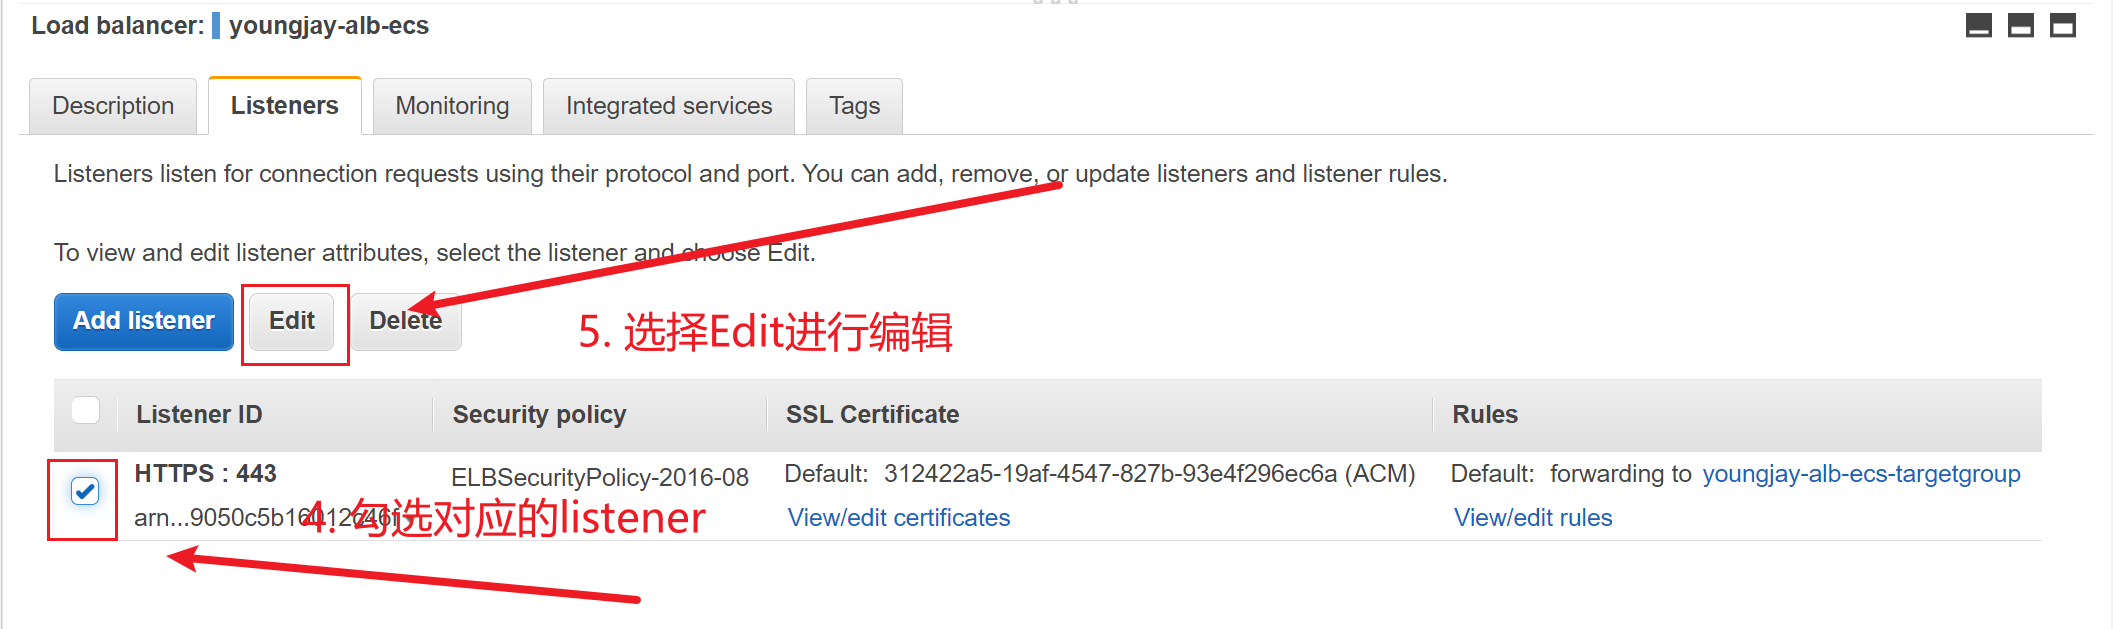 Load balancer: youngjay-alb-ecs
Description Listeners Monitoring Integrated services Tags
Listeners listen for connection requests using their protocol and port. You can add, remove, or update listeners and listener rules.
To view and edit listener attributes, select the listener and choose Edit.
Add listener Edit Delete
5. 选择Edit进行编辑
Listener ID Security policy SSL Certificate Rules
HTTPS : 443 ELBSecurityPolicy-2016-08 Default: 312422a5-19af-4547-827b-93e4f296ec6a (ACM) Default: forwarding to youngjay-alb-ecs-targetgroup
arn...9050c5b16012c46f View/edit certificates View/edit rules
4. 勾选对应的listener